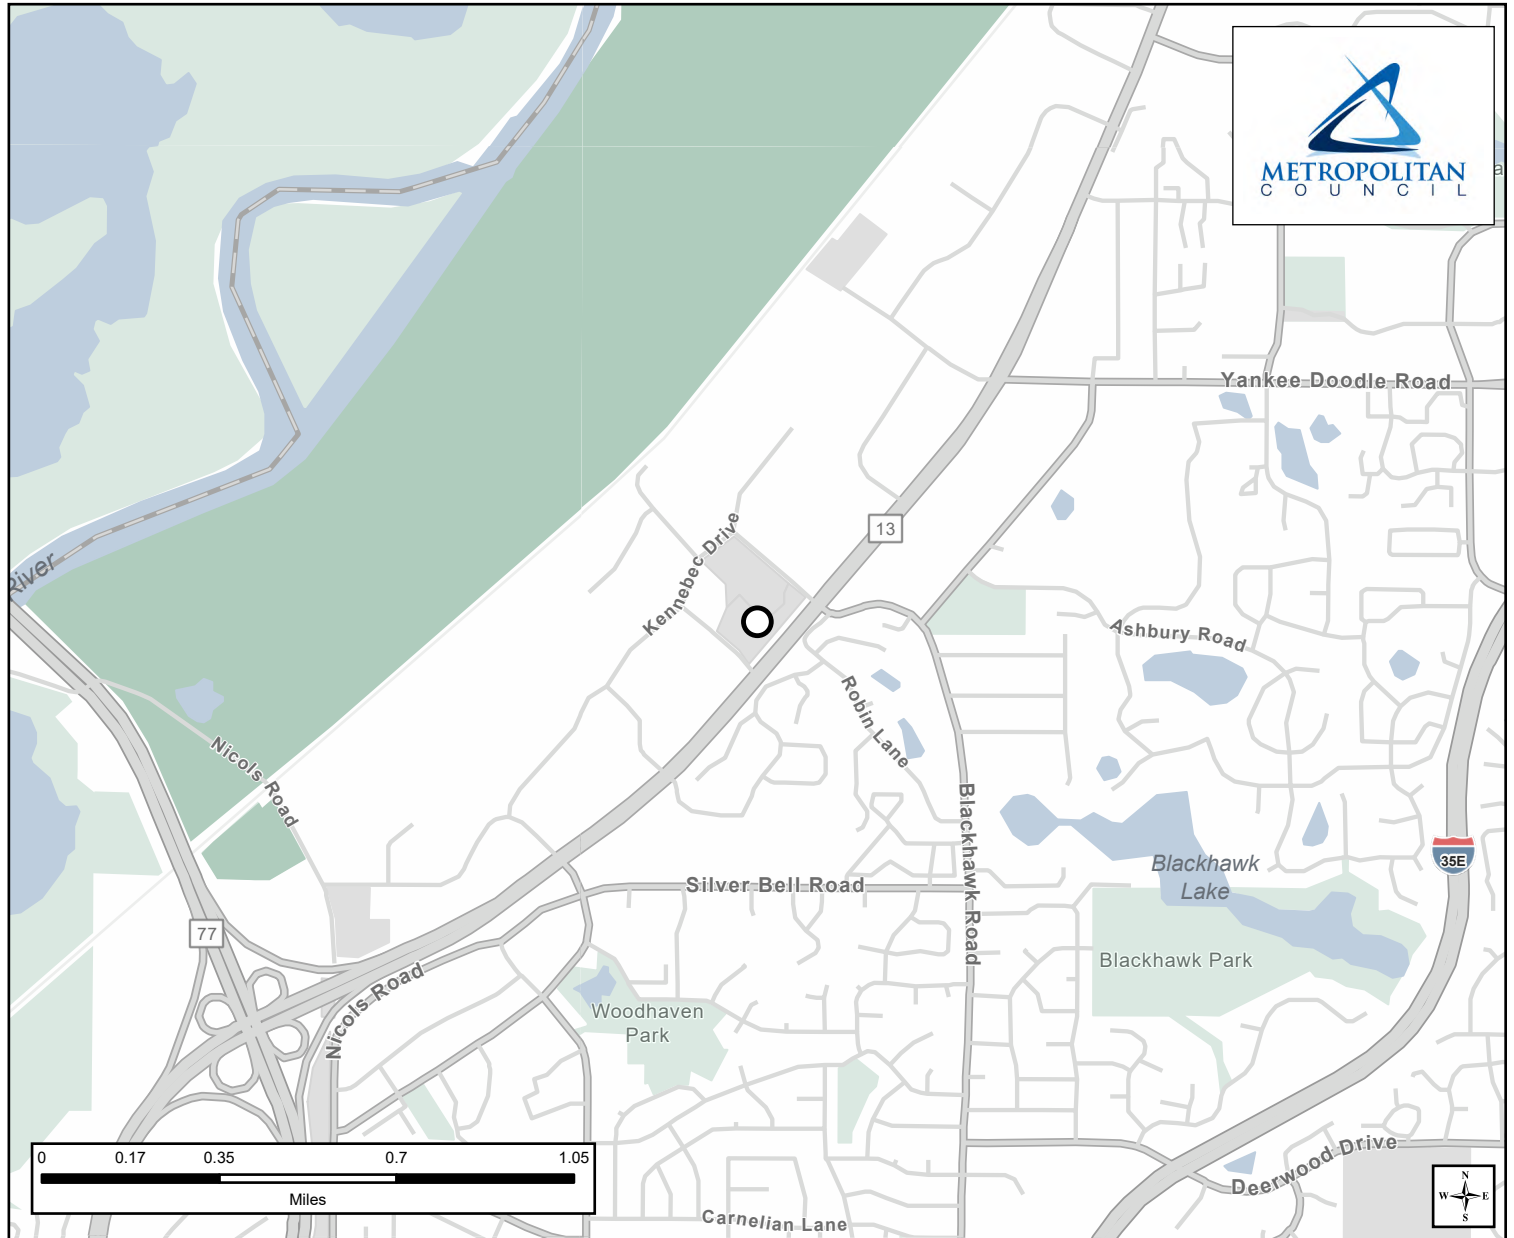 METROPOLITAN
COUNCIL
Yankee Doodle Road
13
Kennebec Drive
River
Ashbury Road
Robin Lane
Nicols Road
Blackhawk Road
35E
Blackhawk
Lake
Silver Bell Road
77
Blackhawk Park
Nicols Road
Woodhaven
Park
Deerwood Drive
Carnelian Lane
0 0.17 0.35 0.7 1.05
Miles
N
W E
S